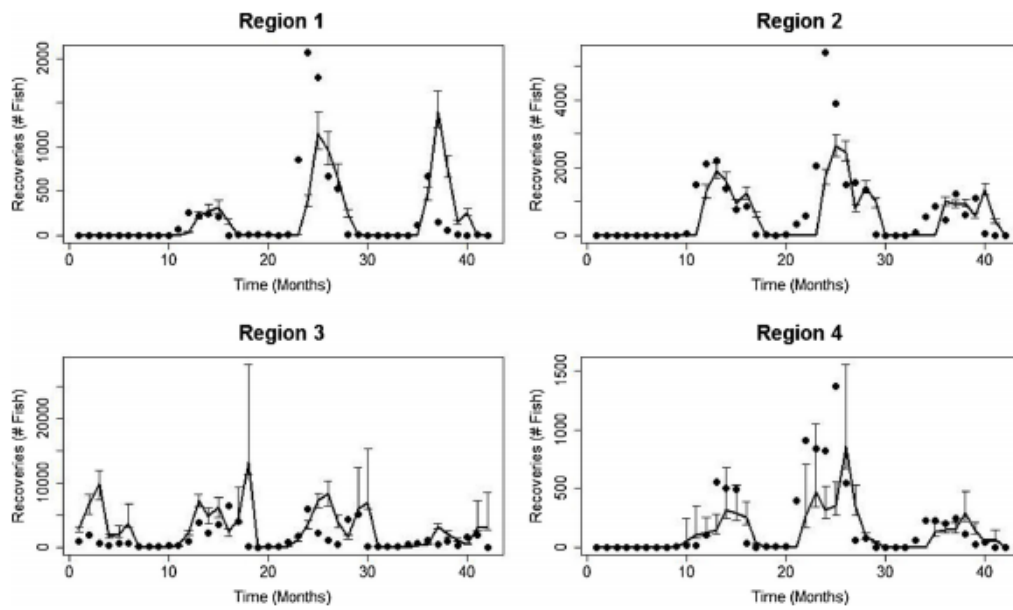 Region 1
Recoveries (# Fish)
0 500 1000 2000
0 10 20 30 40
Time (Months)
Region 2
Recoveries (# Fish)
0 2000 4000
0 10 20 30 40
Time (Months)
Region 3
Recoveries (# Fish)
0 10000 20000
0 10 20 30 40
Time (Months)
Region 4
Recoveries (# Fish)
0 500 1000 1500
0 10 20 30 40
Time (Months)